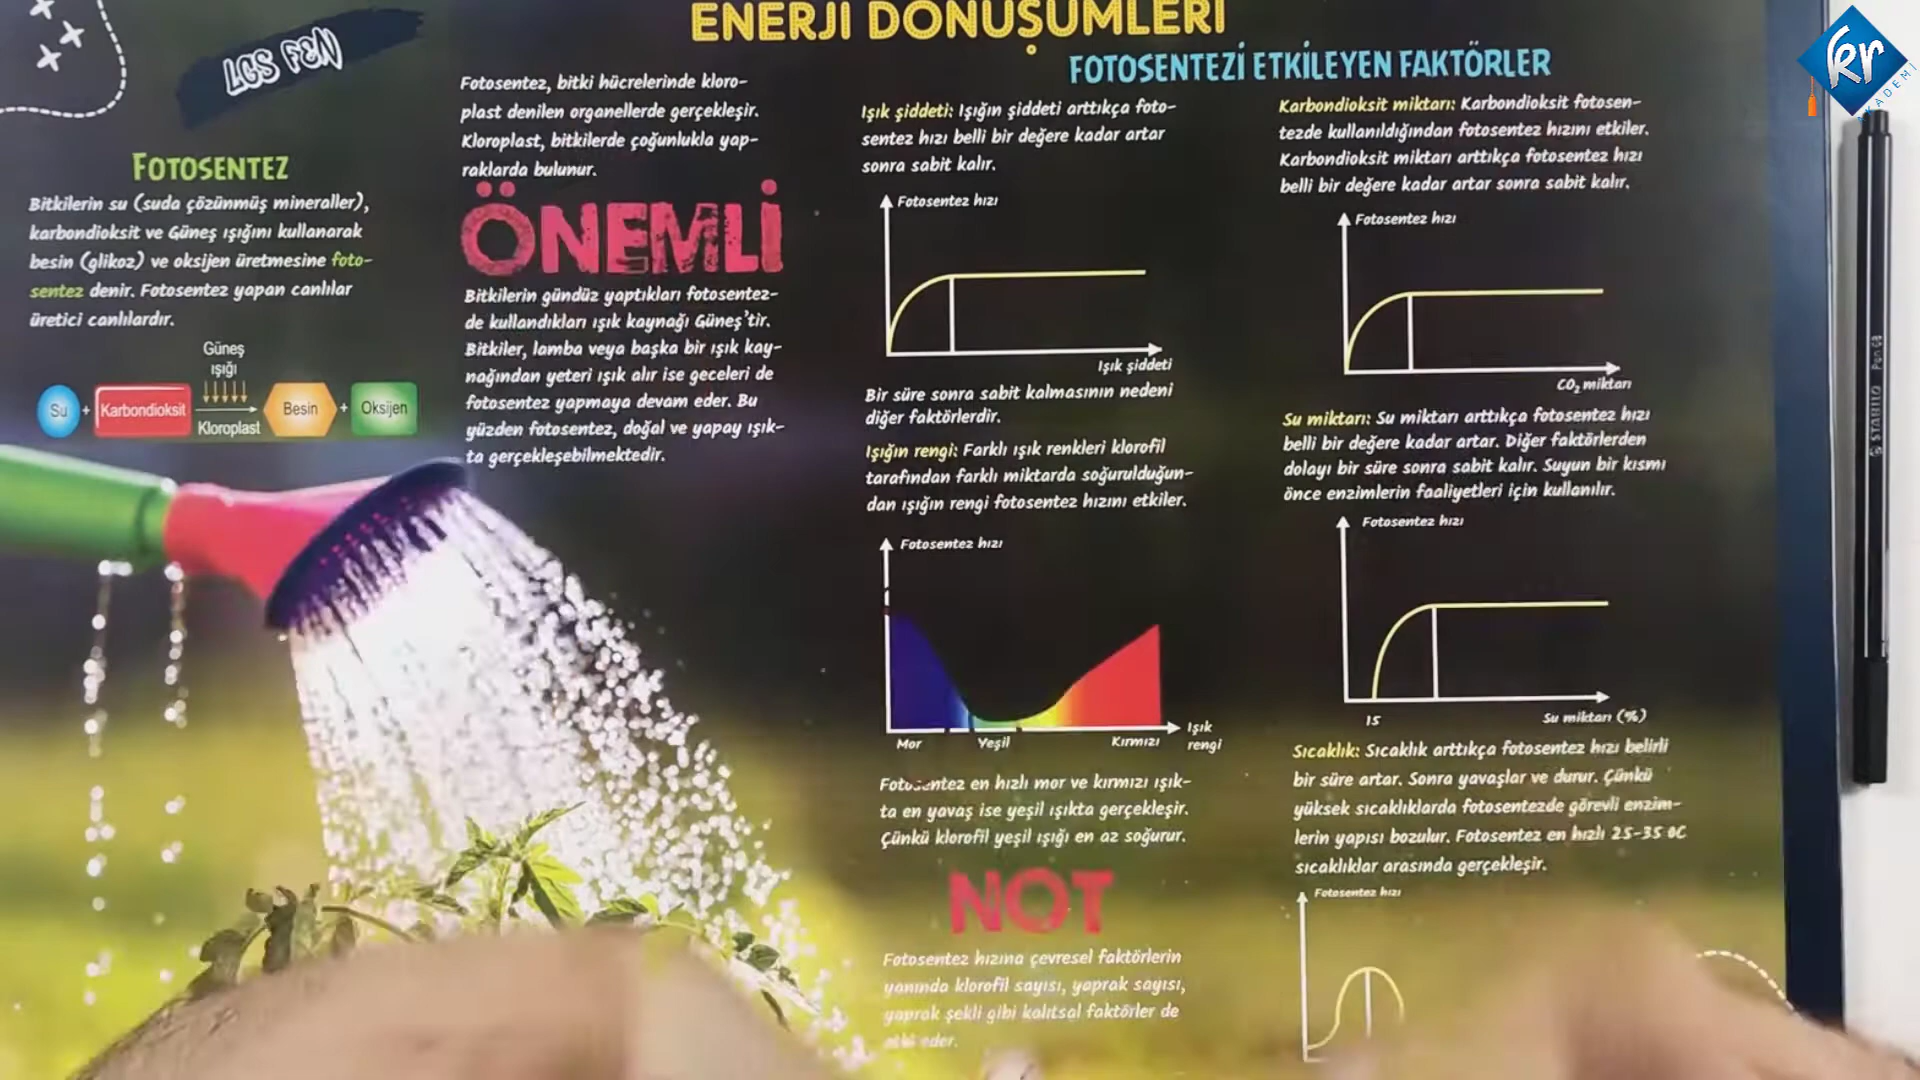 ENERJİ DÖNÜŞÜMLERİ
LGS FEN
FOTOSENTEZ
Bitkilerin su (suda çözünmüş mineraller),
karbondioksit ve Güneş ışığını kullanarak
besin (glikoz) ve oksijen üretmesine foto-
sentez denir. Fotosentez yapan canlılar
üretici canlılardır.
Güneş
ışığı
Su + Karbondioksit Besin + Oksijen
Kloroplast
Fotosentez, bitki hücrelerinde kloro-
plast denilen organellerde gerçekleşir.
Kloroplast, bitkilerde çoğunlukla yap-
raklarda bulunur.
ÖNEMLİ
Bitkilerin gündüz yaptıkları fotosentez-
de kullandıkları ışık kaynağı Güneş'tir.
Bitkiler, lamba veya başka bir ışık kay-
nağından yeteri ışık alır ise geceleri de
fotosentez yapmaya devam eder. Bu
yüzden fotosentez, doğal ve yapay ışık-
ta gerçekleşebilmektedir.
FOTOSENTEZİ ETKİLEYEN FAKTÖRLER
Işık şiddeti: Işığın şiddeti arttıkça foto-
sentez hızı belli bir değere kadar artar
sonra sabit kalır.
Fotosentez hızı
Işık şiddeti
Bir süre sonra sabit kalmasının nedeni
diğer faktörlerdir.
Işığın rengi: Farklı ışık renkleri klorofil
tarafından farklı miktarda soğurulduğun-
dan ışığın rengi fotosentez hızını etkiler.
Fotosentez hızı
Mor Yeşil Kırmızı
Işık
rengi
Fotosentez en hızlı mor ve kırmızı ışık-
ta en yavaş ise yeşil ışıkta gerçekleşir.
Çünkü klorofil yeşil ışığı en az soğurur.
NOT
Fotosentez hızına çevresel faktörlerin
yanında klorofil sayısı, yaprak sayısı,
yaprak şekli gibi kalıtsal faktörler de
etki eder.
Karbondioksit miktarı: Karbondioksit fotosen-
tezde kullanıldığından fotosentez hızını etkiler.
Karbondioksit miktarı arttıkça fotosentez hızı
belli bir değere kadar artar sonra sabit kalır.
Fotosentez hızı
CO₂ miktarı
Su miktarı: Su miktarı arttıkça fotosentez hızı
belli bir değere kadar artar. Diğer faktörlerden
dolayı bir süre sonra sabit kalır. Suyun bir kısmı
önce enzimlerin faaliyetleri için kullanılır.
Fotosentez hızı
15 Su miktarı (%)
Sıcaklık: Sıcaklık arttıkça fotosentez hızı belirli
bir süre artar. Sonra yavaşlar ve durur. Çünkü
yüksek sıcaklıklarda fotosentezde görevli enzim-
lerin yapısı bozulur. Fotosentez en hızlı 25-35 0C
sıcaklıklar arasında gerçekleşir.
Fotosentez hızı
kr
AKADEMİ
STABILO Pen 68